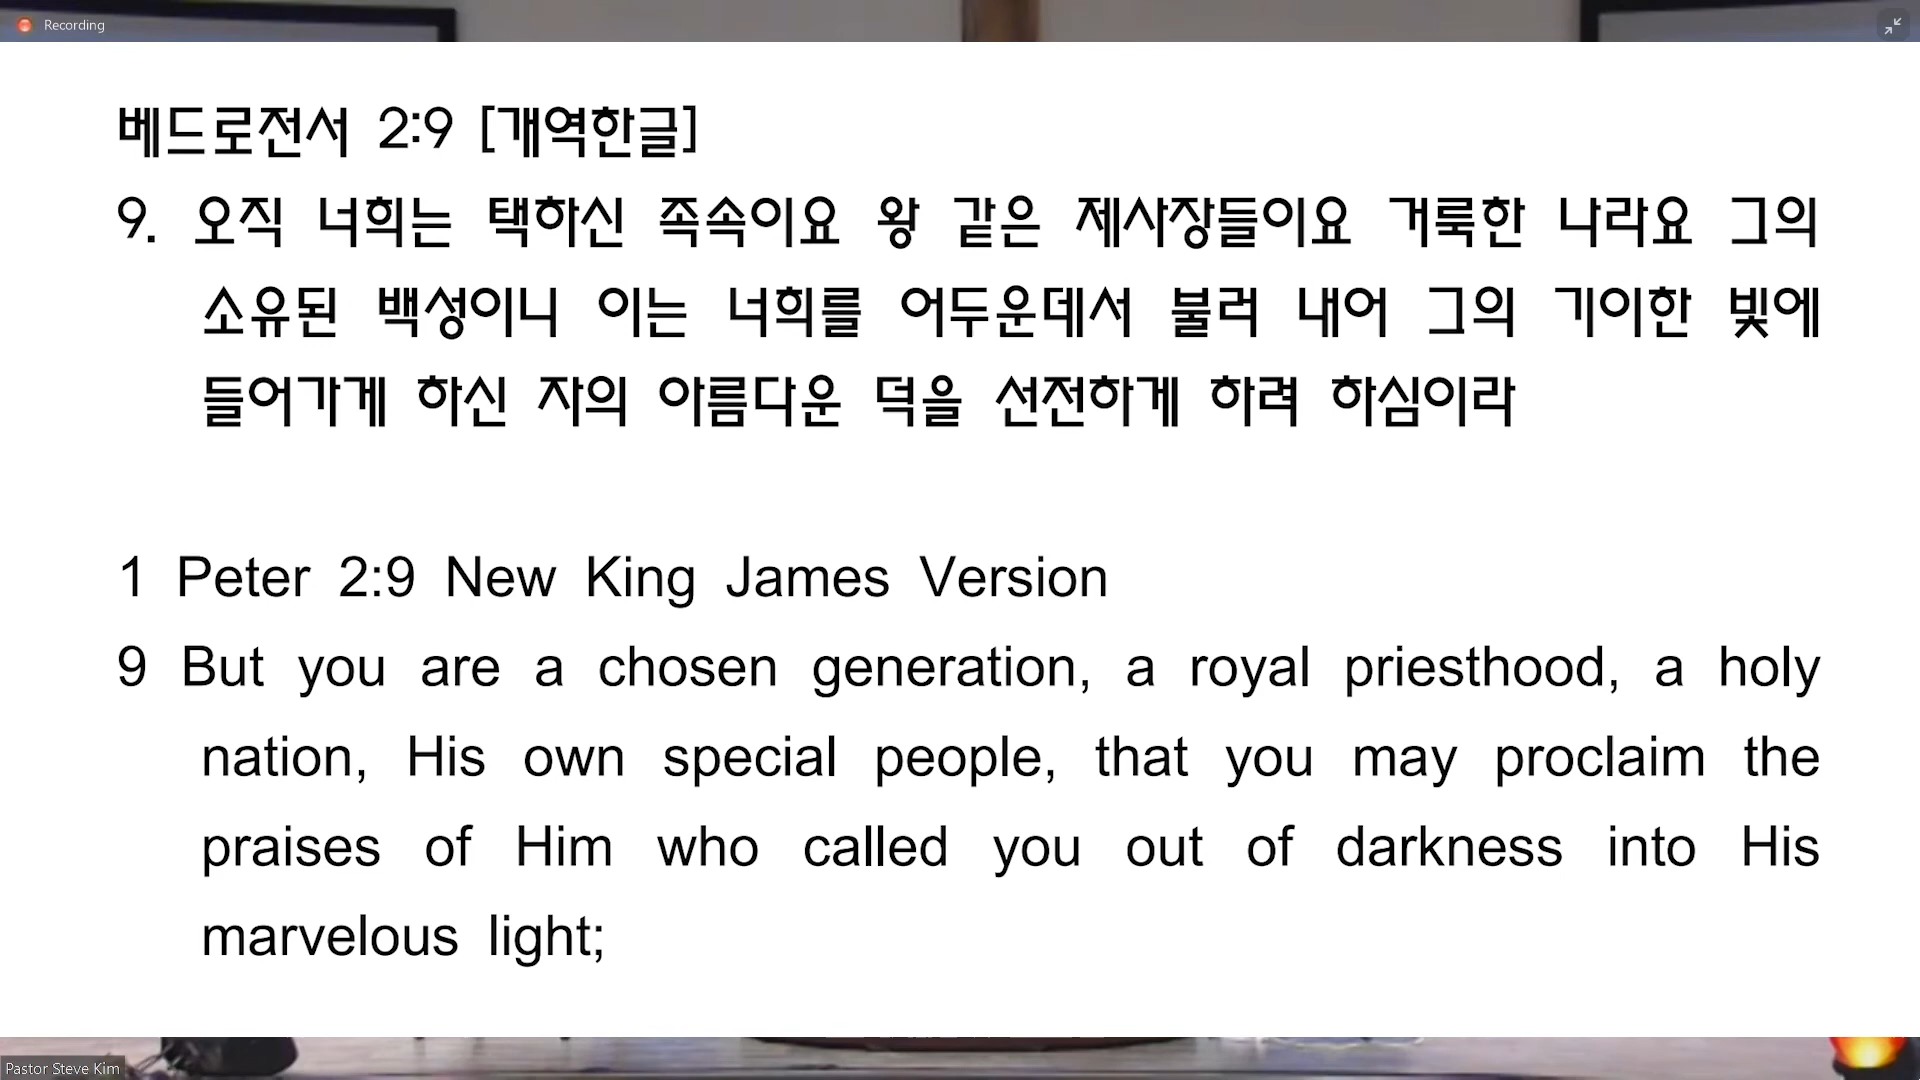 Recording
베드로전서 2:9 [개역한글]
9. 오직 너희는 택하신 족속이요 왕 같은 제사장들이요 거룩한 나라요 그의
소유된 백성이니 이는 너희를 어두운데서 불러 내어 그의 기이한 빛에
들어가게 하신 자의 아름다운 덕을 선전하게 하려 하심이라
1 Peter 2:9 New King James Version
9 But you are a chosen generation, a royal priesthood, a holy
nation, His own special people, that you may proclaim the
praises of Him who called you out of darkness into His
marvelous light;
Pastor Steve Kim